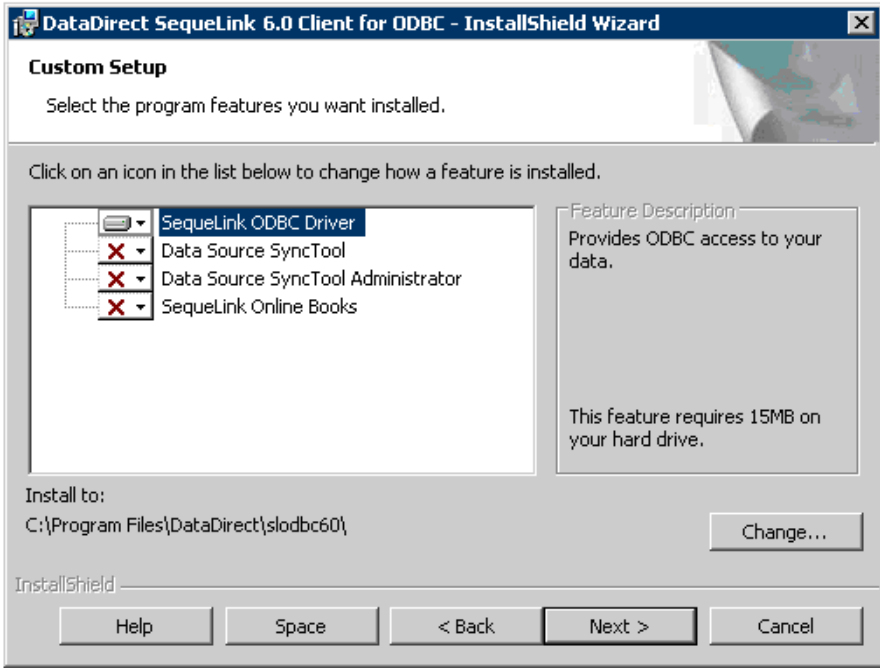 DataDirect SequeLink 6.0 Client for ODBC - InstallShield Wizard
Custom Setup
Select the program features you want installed.
Click on an icon in the list below to change how a feature is installed.
SequeLink ODBC Driver
Data Source SyncTool
Data Source SyncTool Administrator
SequeLink Online Books
Feature Description
Provides ODBC access to your
data.
This feature requires 15MB on
your hard drive.
Install to:
C:\Program Files\DataDirect\slodbc60\
Change...
InstallShield
Help
Space
< Back
Next >
Cancel